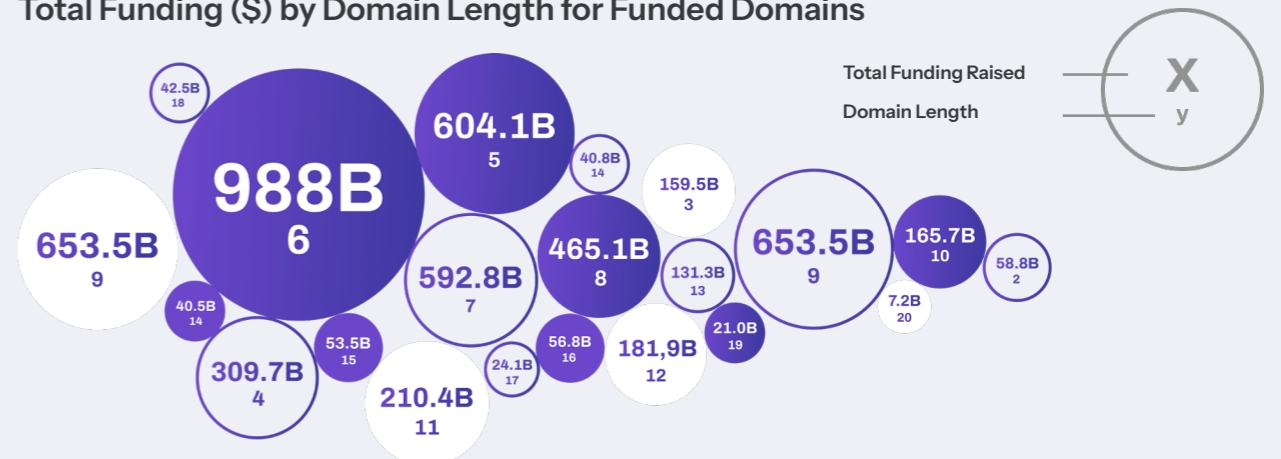 Total Funding ($) by Domain Length for Funded Domains
Total Funding Raised
Domain Length
X
y
42.5B
18
988B
6
604.1B
5
40.8B
14
159.5B
3
653.5B
9
592.8B
7
465.1B
8
131.3B
13
653.5B
9
165.7B
10
58.8B
2
7.2B
20
40.5B
14
309.7B
4
53.5B
15
210.4B
11
24.1B
17
56.8B
16
181,9B
12
21.0B
19